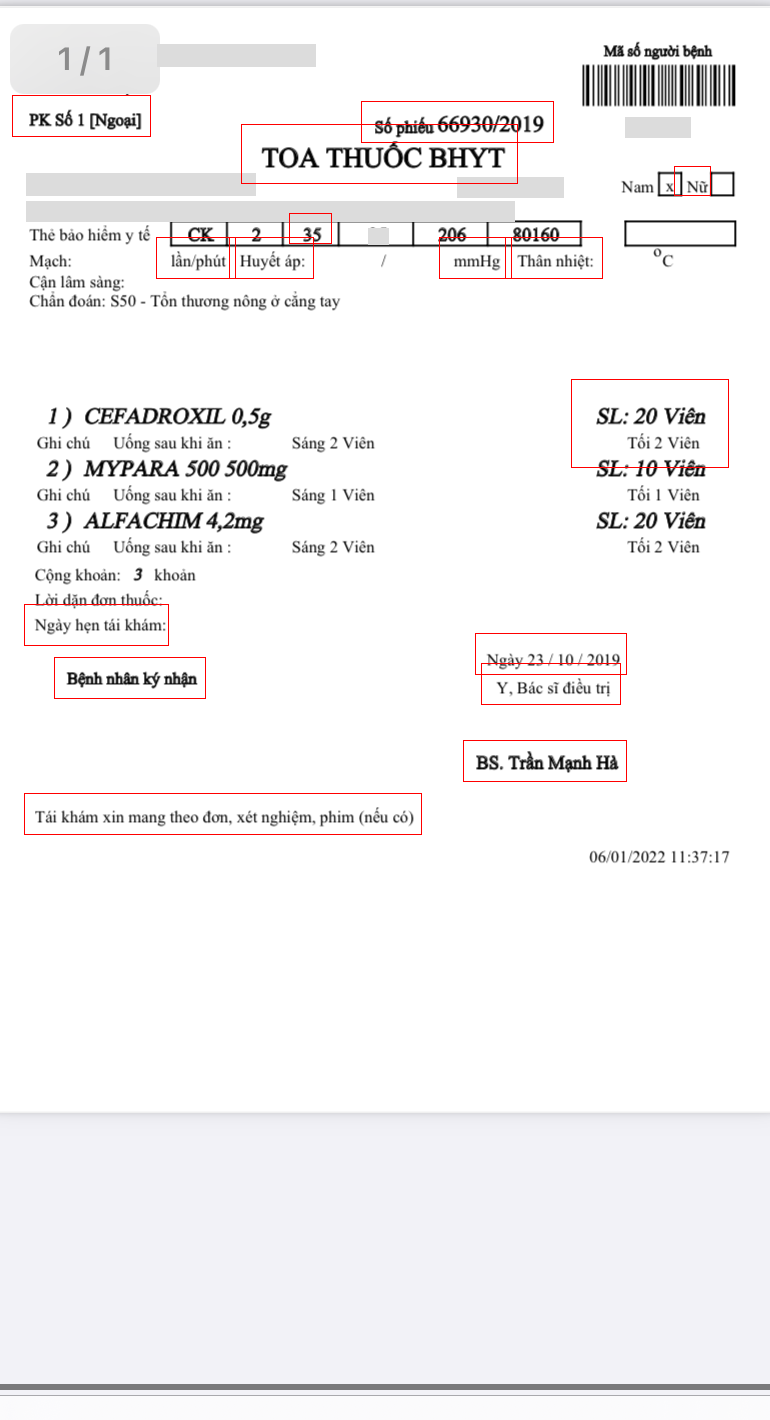 1/1
Mã số người bệnh
PK Số 1 [Ngoại]
Số phiếu 66930/2019
TOA THUỐC BHYT
Nam x Nữ
Thẻ bảo hiểm y tế CK 2 35 206 80160
Mạch: lần/phút Huyết áp: / mmHg Thân nhiệt: °C
Cận lâm sàng:
Chẩn đoán: S50 - Tổn thương nông ở cẳng tay
1 ) CEFADROXIL 0,5g SL: 20 Viên
Ghi chú Uống sau khi ăn : Sáng 2 Viên Tối 2 Viên
2 ) MYPARA 500 500mg SL: 10 Viên
Ghi chú Uống sau khi ăn : Sáng 1 Viên Tối 1 Viên
3 ) ALFACHIM 4,2mg SL: 20 Viên
Ghi chú Uống sau khi ăn : Sáng 2 Viên Tối 2 Viên
Cộng khoản: 3 khoản
Lời dặn đơn thuốc:
Ngày hẹn tái khám:
Ngày 23 / 10 / 2019
Bệnh nhân ký nhận Y, Bác sĩ điều trị
BS. Trần Mạnh Hà
Tái khám xin mang theo đơn, xét nghiệm, phim (nếu có)
06/01/2022 11:37:17